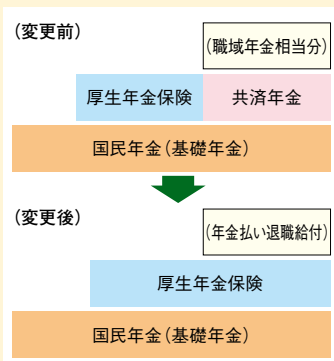 (変更前)
(職域年金相当分)
厚生年金保険 共済年金
国民年金(基礎年金)
(変更後)
(年金払い退職給付)
厚生年金保険
国民年金(基礎年金)